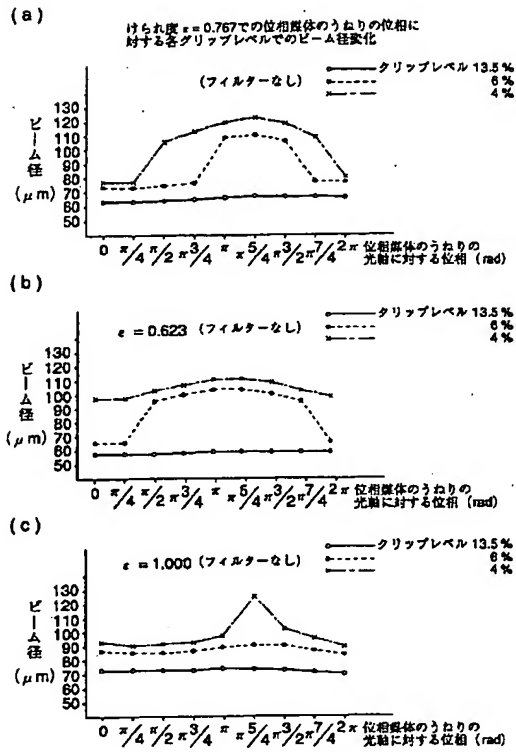 (a)
けられ度 ε = 0.767での位相媒体のうねりの位相に
対する各グリップレベルでのビーム径変化
(フィルターなし)
クリップレベル 13.5%
6%
4%
ビーム径
(μm)
130
120
110
100
90
80
70
60
50
0 π/4 π/2 π3/4 π π5/4 π3/2 π7/4 2π
位相媒体のうねりの
光軸に対する位相 (rad)
(b)
ε = 0.623 (フィルターなし)
クリップレベル 13.5%
6%
4%
ビーム径
(μm)
130
120
110
100
90
80
70
60
50
0 π/4 π/2 π3/4 π π5/4 π3/2 π7/4 2π
位相媒体のうねりの
光軸に対する位相 (rad)
(c)
ε = 1.000 (フィルターなし)
クリップレベル 13.5%
6%
4%
ビーム径
(μm)
130
120
110
100
90
80
70
60
50
0 π/4 π/2 π3/4 π π5/4 π3/2 π7/4 2π
位相媒体のうねりの
光軸に対する位相 (rad)